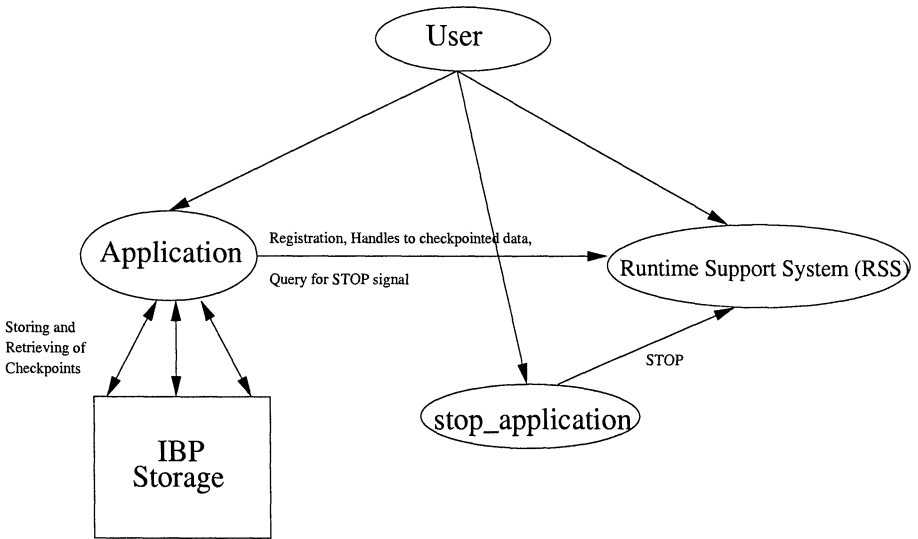 User
Application
Registration, Handles to checkpointed data,
Query for STOP signal
Runtime Support System (RSS)
Storing and
Retrieving of
Checkpoints
STOP
stop_application
IBP
Storage